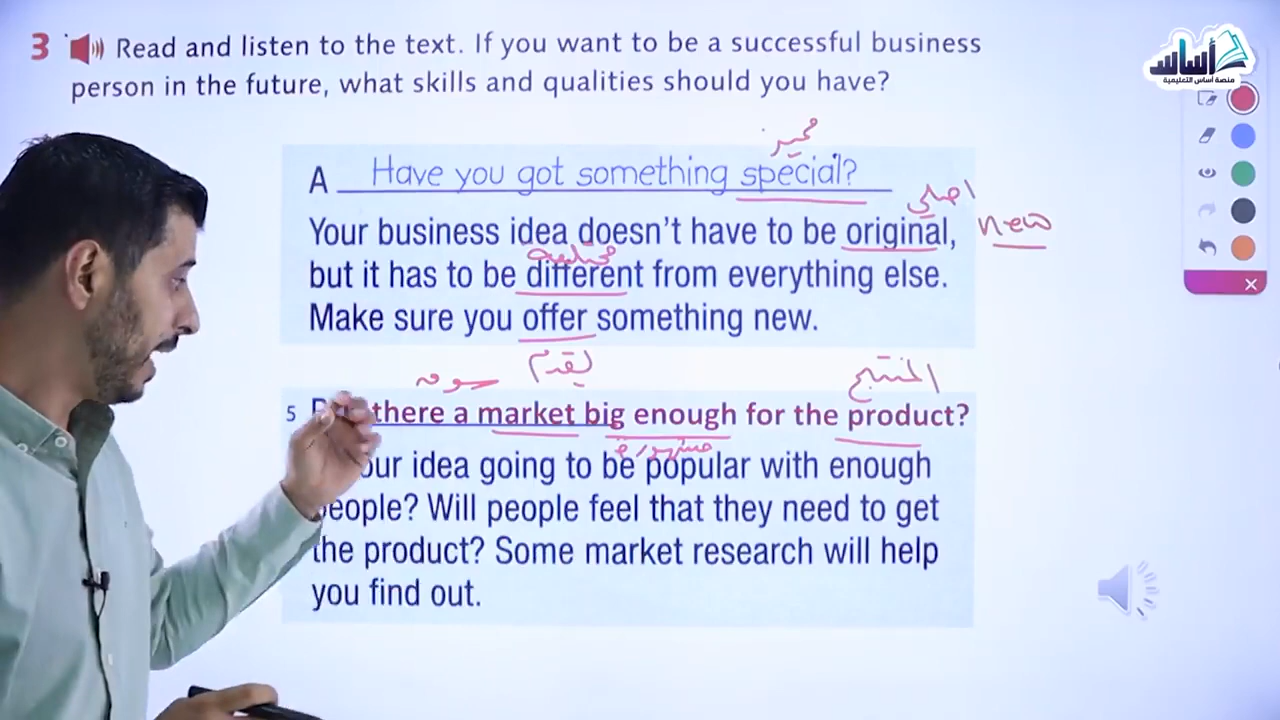 3 Read and listen to the text. If you want to be a successful business
person in the future, what skills and qualities should you have?
أساس
منصة أساس التعليمية
مميز
A Have you got something special?
اصلي
Your business idea doesn't have to be original, new
مختلفة
but it has to be different from everything else.
Make sure you offer something new.
يقدم
المنتج
سوق
5 there a market big enough for the product?
مشهورة
our idea going to be popular with enough
people? Will people feel that they need to get
the product? Some market research will help
you find out.